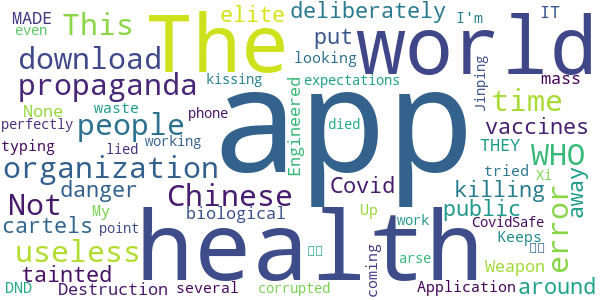 MADE
elite
deliberately
I'm
IT
even
This
The
world
put
download
looking
mass
propaganda
kissing
expectations
Jinping
None
waste
app
time
perfectly
people
phone
Engineered
died
vaccines
typing
lied
working
THEY
WHO
organization
tried
Xi
away
danger
Covid
killing
Not
Chinese
My
biological
public
error
cartels
point
health
Up
work
CovidSafe
useless
coming
arse
Keeps
tainted
Weapon
DND
Destruction
several
corrupted
Application
around